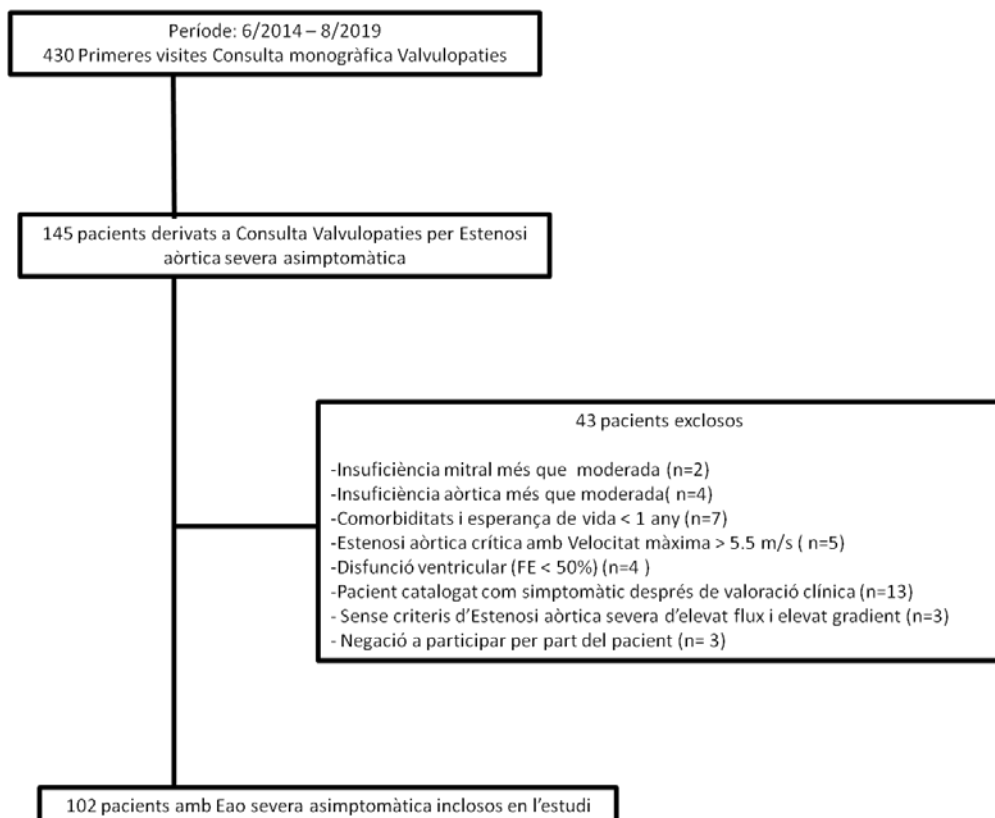 Període: 6/2014 – 8/2019
430 Primeres visites Consulta monogràfica Valvulopaties
145 pacients derivats a Consulta Valvulopaties per Estenosi
aòrtica severa asimptomàtica
43 pacients exclosos
-Insuficiència mitral més que moderada (n=2)
-Insuficiència aòrtica més que moderada( n=4)
-Comorbiditats i esperança de vida < 1 any (n=7)
-Estenosi aòrtica crítica amb Velocitat màxima > 5.5 m/s ( n=5)
-Disfunció ventricular (FE < 50%) (n=4 )
-Pacient catalogat com simptomàtic després de valoració clínica (n=13)
- Sense criteris d’Estenosi aòrtica severa d’elevat flux i elevat gradient (n=3)
- Negació a participar per part del pacient (n= 3)
102 pacients amb Eao severa asimptomàtica inclosos en l’estudi